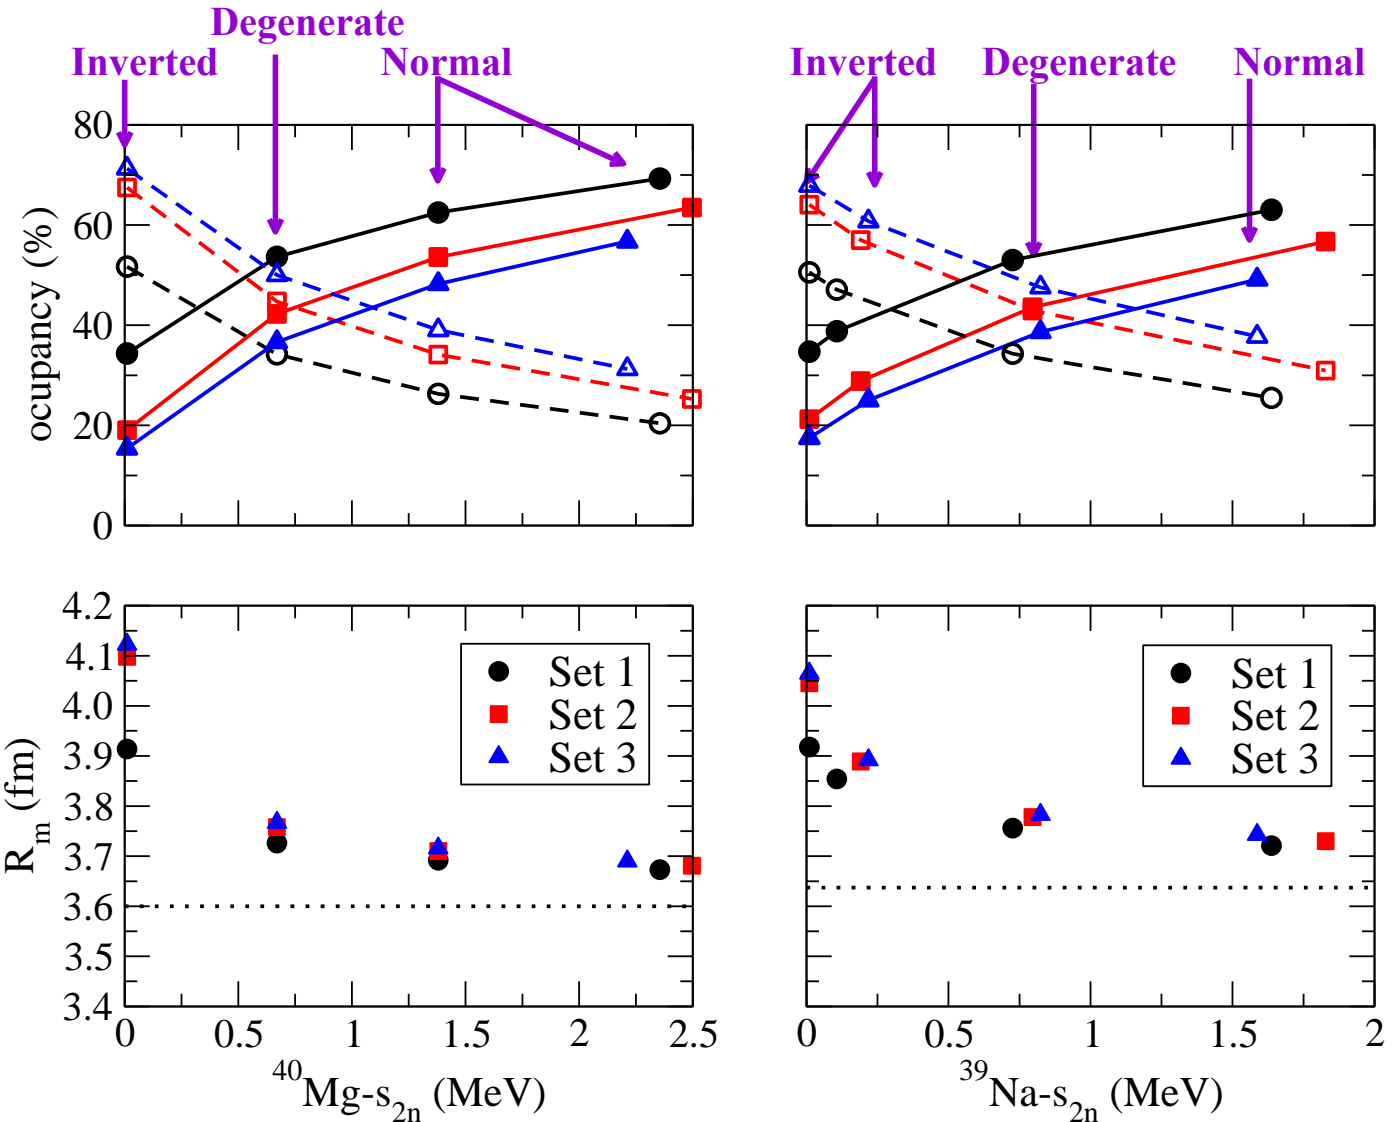 Degenerate
Inverted Normal
Inverted Degenerate Normal
80
60
40
20
0
ocupancy (%)
4.2
4.1
4.0
3.9
3.8
3.7
3.6
3.5
3.4
R_m (fm)
Set 1
Set 2
Set 3
Set 1
Set 2
Set 3
0 0.5 1 1.5 2 2.5
0 0.5 1 1.5 2
⁴⁰Mg-s_2n (MeV)
³⁹Na-s_2n (MeV)